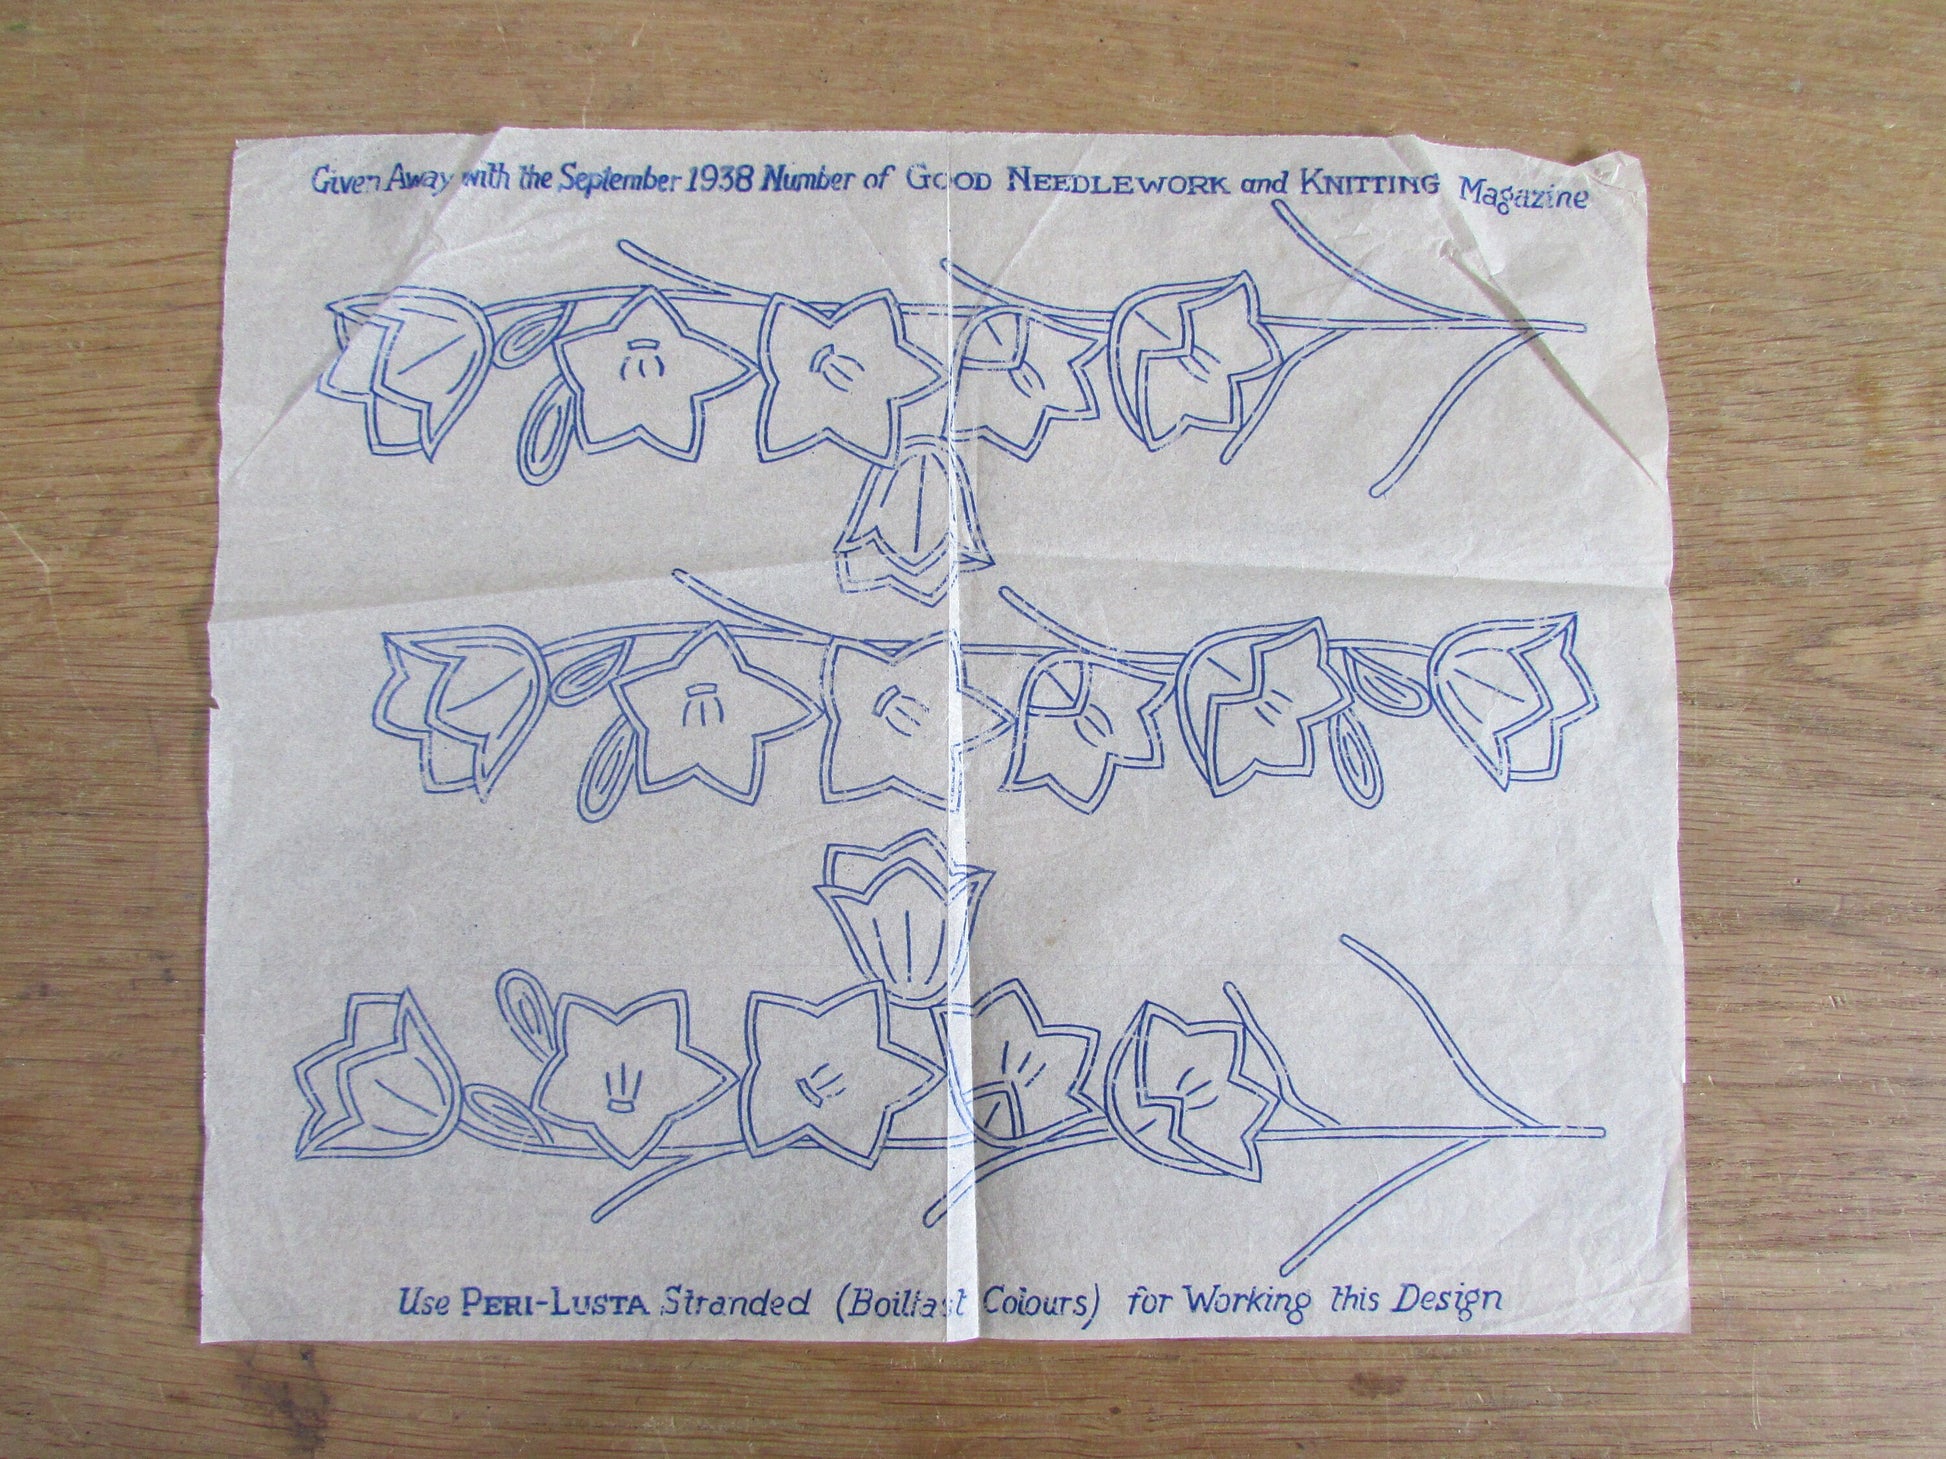 Given Away with the September 1938 Number of GOOD NEEDLEWORK and KNITTING Magazine
Use PERI-LUSTA Stranded (Boilfast Colours) for Working this Design